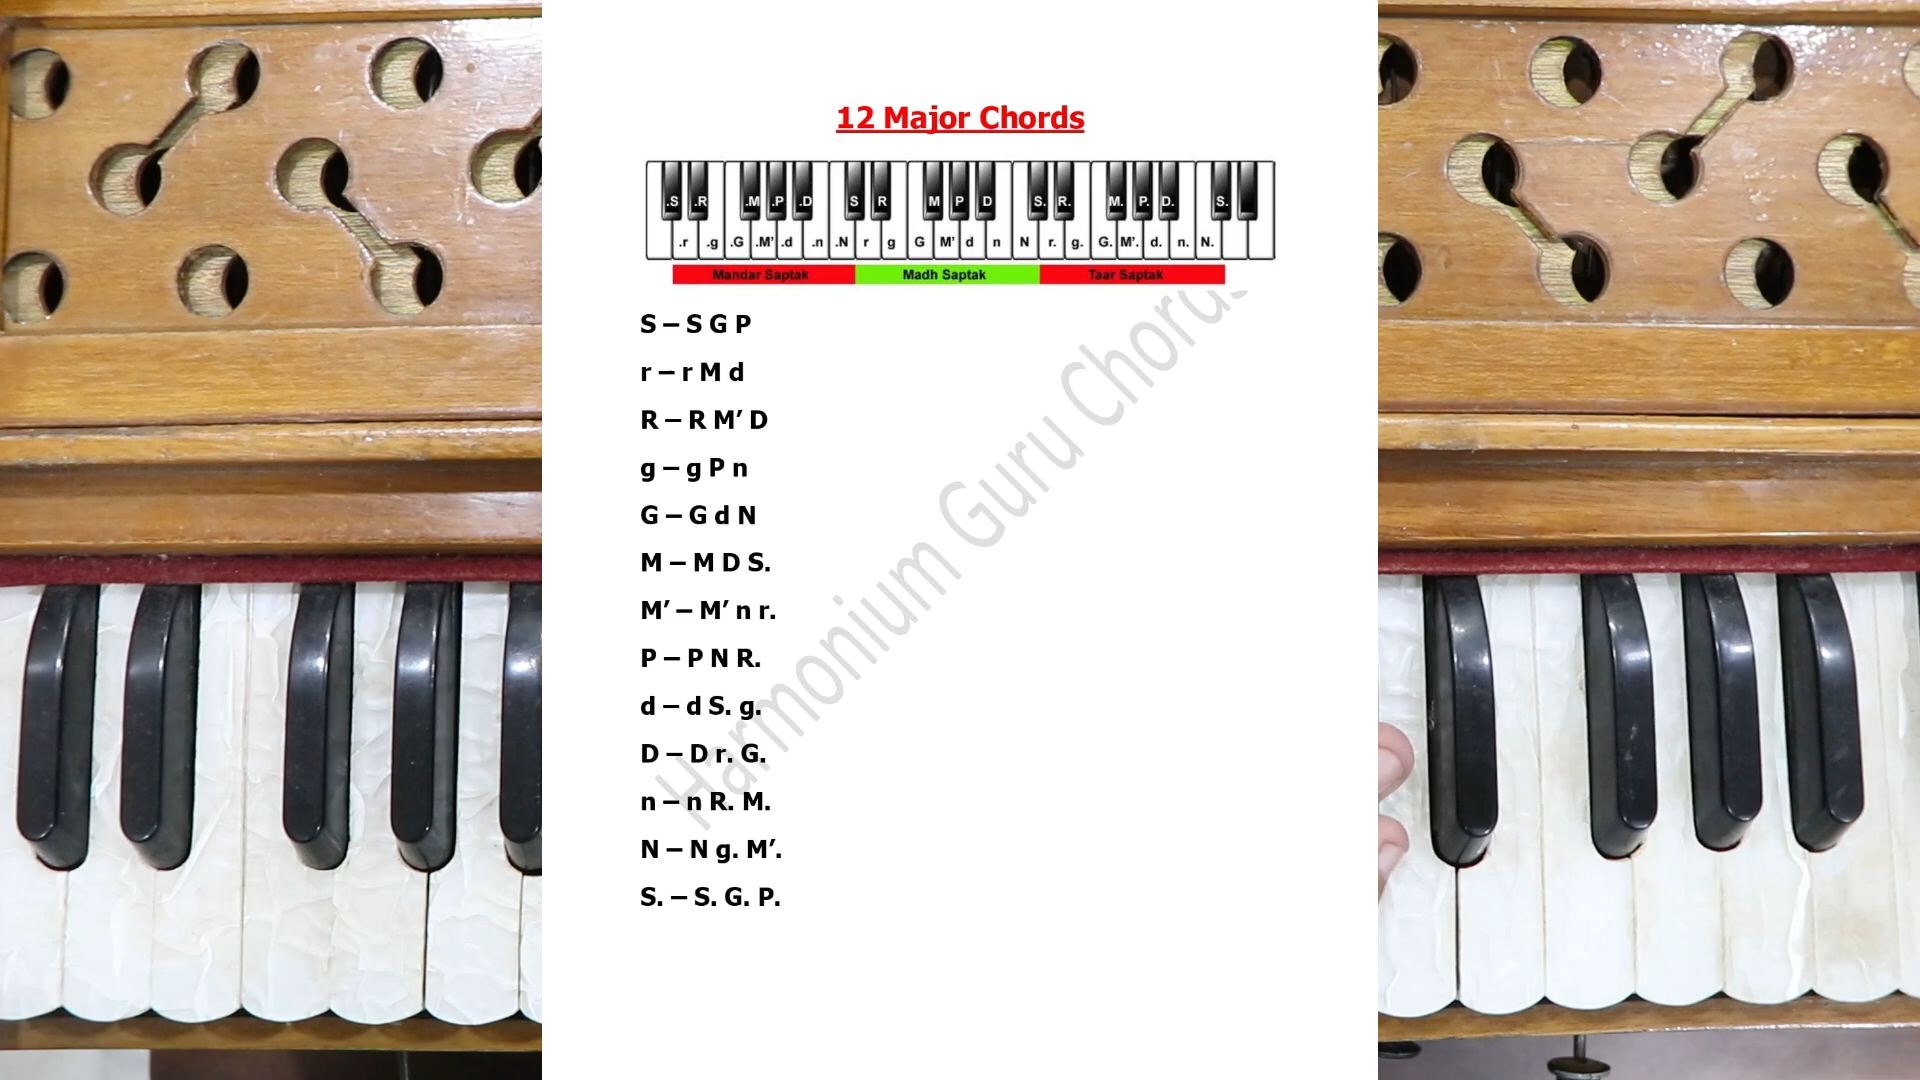 12 Major Chords
.S .R .M .P .D S R M P D S. R. M. P. D. S.
.r .g .G .M' .d .n .N r g G M' d n N r. g. G. M'. d. n. N.
Mandar Saptak Madh Saptak Taar Saptak
S – S G P
r – r M d
R – R M’ D
g – g P n
G – G d N
M – M D S.
M’ – M’ n r.
P – P N R.
d – d S. g.
D – D r. G.
n – n R. M.
N – N g. M’.
S. – S. G. P.
Harmonium Guru Chords